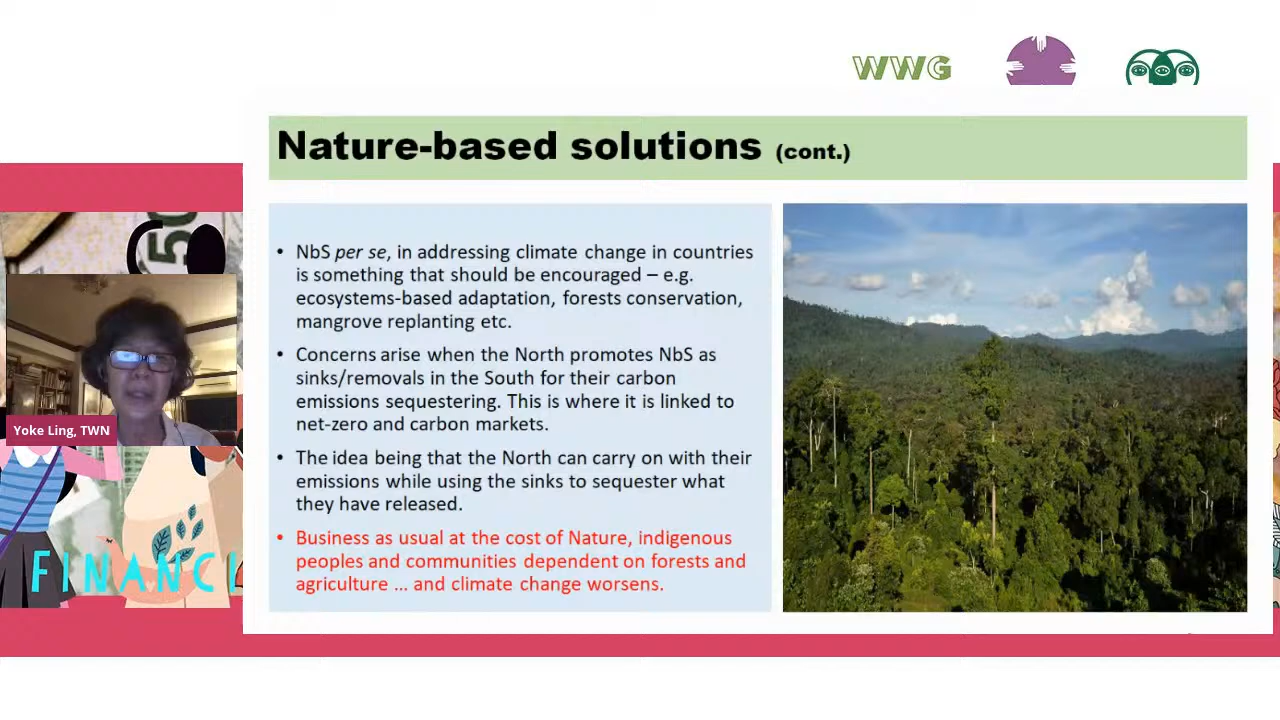 WWG
Nature-based solutions (cont.)
• NbS per se, in addressing climate change in countries
is something that should be encouraged – e.g.
ecosystems-based adaptation, forests conservation,
mangrove replanting etc.
• Concerns arise when the North promotes NbS as
sinks/removals in the South for their carbon
emissions sequestering. This is where it is linked to
net-zero and carbon markets.
• The idea being that the North can carry on with their
emissions while using the sinks to sequester what
they have released.
• Business as usual at the cost of Nature, indigenous
peoples and communities dependent on forests and
agriculture ... and climate change worsens.
50
Yoke Ling, TWN
FINANCI